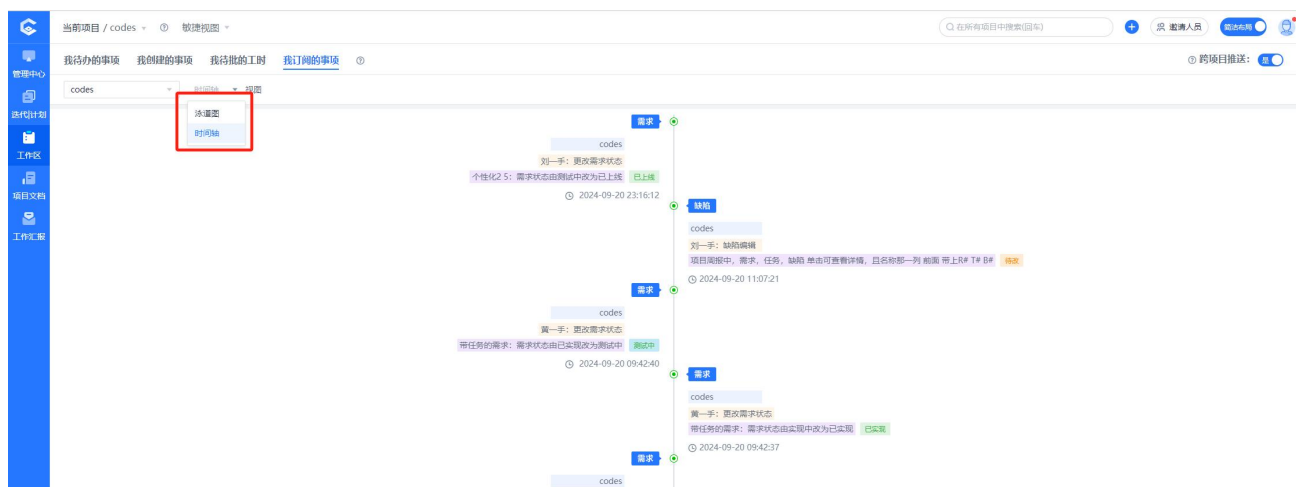 当前项目 / codes
敏捷视图
在所有项目中搜索(回车)
邀请人员
简洁布局
管理中心
迭代|计划
工作区
项目文档
工作汇报
我待办的事项
我创建的事项
我待批的工时
我订阅的事项
跨项目推送：
是
codes
时间轴
视图
泳道图
时间轴
需求
codes
刘一手：更改需求状态
个性化2 5：需求状态由测试中改为已上线 已上线
2024-09-20 23:16:12
缺陷
codes
刘一手：缺陷编辑
项目周报中，需求，任务，缺陷 单击可查看详情，且名称那一列 前面 带上R# T# B# 待改
2024-09-20 11:07:21
需求
codes
黄一手：更改需求状态
带任务的需求：需求状态由已实现改为测试中 测试中
2024-09-20 09:42:40
需求
codes
黄一手：更改需求状态
带任务的需求：需求状态由实现中改为已实现 已实现
2024-09-20 09:42:37
需求
codes